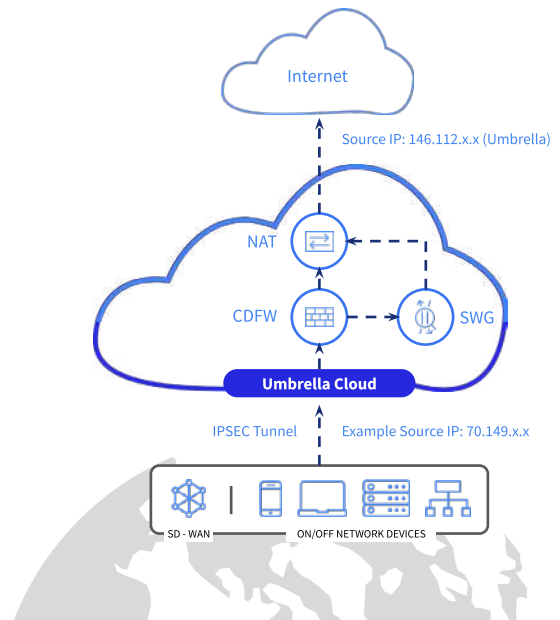 Internet
Source IP: 146.112.x.x (Umbrella)
NAT
CDFW
SWG
Umbrella Cloud
IPSEC Tunnel
Example Source IP: 70.149.x.x
SD - WAN
ON/OFF NETWORK DEVICES